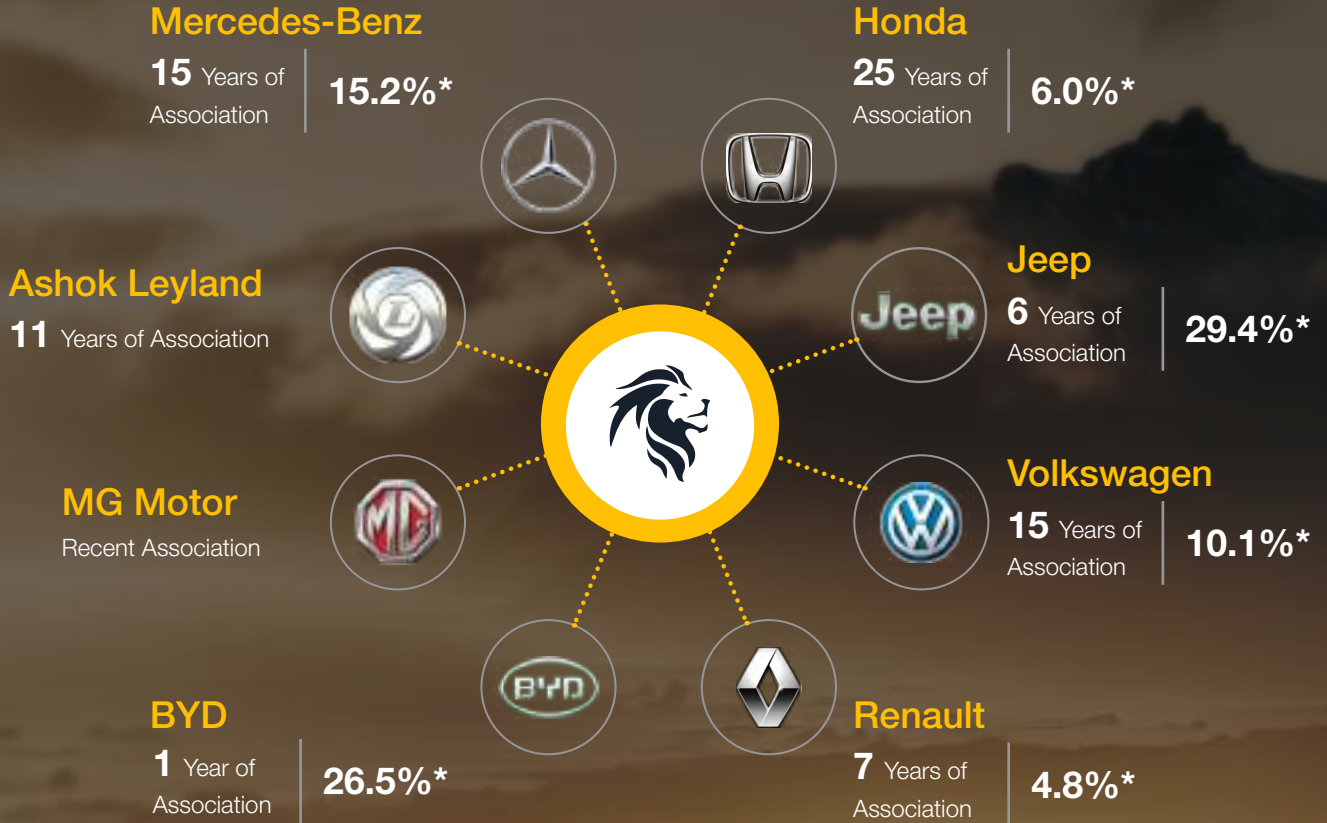 Mercedes-Benz
15 Years of
Association
15.2%*
Honda
25 Years of
Association
6.0%*
Ashok Leyland
11 Years of Association
L
Jeep
Jeep
6 Years of
Association
29.4%*
MG Motor
Recent Association
MG
Volkswagen
15 Years of
Association
10.1%*
BYD
BYD
1 Year of
Association
26.5%*
Renault
7 Years of
Association
4.8%*